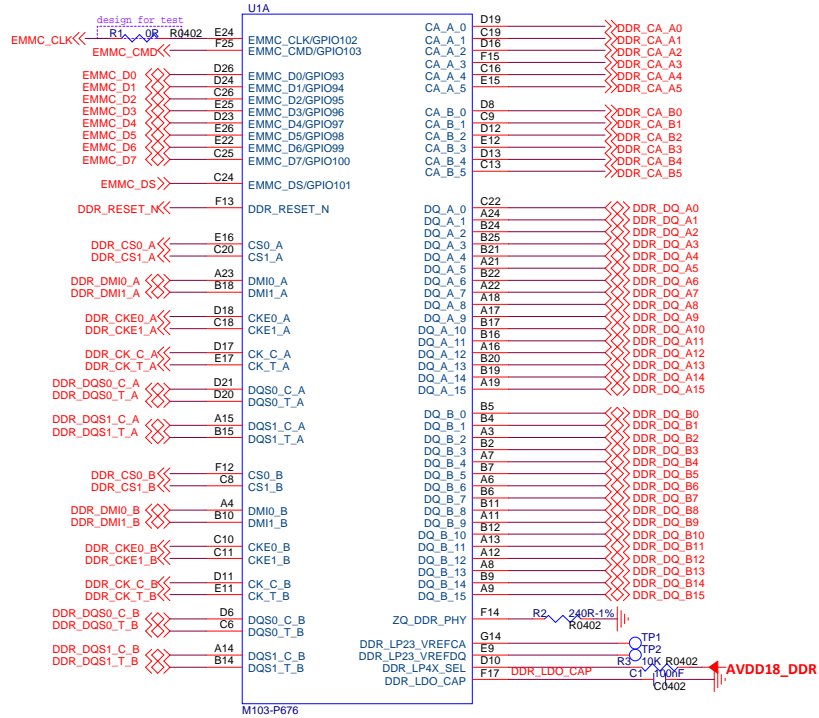 U1A
design for test
EMMC_CLK R1 0R R0402 E24 EMMC_CLK/GPIO102
EMMC_CMD F25 EMMC_CMD/GPIO103
EMMC_D0 D26 EMMC_D0/GPIO93
EMMC_D1 D24 EMMC_D1/GPIO94
EMMC_D2 C26 EMMC_D2/GPIO95
EMMC_D3 E25 EMMC_D3/GPIO96
EMMC_D4 D23 EMMC_D4/GPIO97
EMMC_D5 E26 EMMC_D5/GPIO98
EMMC_D6 E22 EMMC_D6/GPIO99
EMMC_D7 C25 EMMC_D7/GPIO100
EMMC_DS C24 EMMC_DS/GPIO101
DDR_RESET_N F13 DDR_RESET_N
DDR_CS0_A E16 CS0_A
DDR_CS1_A C20 CS1_A
DDR_DMI0_A A23 DMI0_A
DDR_DMI1_A B18 DMI1_A
DDR_CKE0_A D18 CKE0_A
DDR_CKE1_A C18 CKE1_A
DDR_CK_C_A D17 CK_C_A
DDR_CK_T_A E17 CK_T_A
DDR_DQS0_C_A D21 DQS0_C_A
DDR_DQS0_T_A D20 DQS0_T_A
DDR_DQS1_C_A A15 DQS1_C_A
DDR_DQS1_T_A B15 DQS1_T_A
DDR_CS0_B F12 CS0_B
DDR_CS1_B C8 CS1_B
DDR_DMI0_B A4 DMI0_B
DDR_DMI1_B B10 DMI1_B
DDR_CKE0_B C10 CKE0_B
DDR_CKE1_B C11 CKE1_B
DDR_CK_C_B D11 CK_C_B
DDR_CK_T_B E11 CK_T_B
DDR_DQS0_C_B D6 DQS0_C_B
DDR_DQS0_T_B C6 DQS0_T_B
DDR_DQS1_C_B A14 DQS1_C_B
DDR_DQS1_T_B B14 DQS1_T_B
CA_A_0 D19 DDR_CA_A0
CA_A_1 C19 DDR_CA_A1
CA_A_2 D16 DDR_CA_A2
CA_A_3 F15 DDR_CA_A3
CA_A_4 C16 DDR_CA_A4
CA_A_5 E15 DDR_CA_A5
CA_B_0 D8 DDR_CA_B0
CA_B_1 C9 DDR_CA_B1
CA_B_2 D12 DDR_CA_B2
CA_B_3 E12 DDR_CA_B3
CA_B_4 D13 DDR_CA_B4
CA_B_5 C13 DDR_CA_B5
DQ_A_0 C22 DDR_DQ_A0
DQ_A_1 A24 DDR_DQ_A1
DQ_A_2 B24 DDR_DQ_A2
DQ_A_3 B25 DDR_DQ_A3
DQ_A_4 B21 DDR_DQ_A4
DQ_A_5 A21 DDR_DQ_A5
DQ_A_6 B22 DDR_DQ_A6
DQ_A_7 A22 DDR_DQ_A7
DQ_A_8 A18 DDR_DQ_A8
DQ_A_9 A17 DDR_DQ_A9
DQ_A_10 B17 DDR_DQ_A10
DQ_A_11 B16 DDR_DQ_A11
DQ_A_12 A16 DDR_DQ_A12
DQ_A_13 B20 DDR_DQ_A13
DQ_A_14 B19 DDR_DQ_A14
DQ_A_15 A19 DDR_DQ_A15
DQ_B_0 B5 DDR_DQ_B0
DQ_B_1 B4 DDR_DQ_B1
DQ_B_2 A3 DDR_DQ_B2
DQ_B_3 B2 DDR_DQ_B3
DQ_B_4 A7 DDR_DQ_B4
DQ_B_5 B7 DDR_DQ_B5
DQ_B_6 A6 DDR_DQ_B6
DQ_B_7 B6 DDR_DQ_B7
DQ_B_8 B11 DDR_DQ_B8
DQ_B_9 A11 DDR_DQ_B9
DQ_B_10 B12 DDR_DQ_B10
DQ_B_11 A13 DDR_DQ_B11
DQ_B_12 A12 DDR_DQ_B12
DQ_B_13 A8 DDR_DQ_B13
DQ_B_14 B9 DDR_DQ_B14
DQ_B_15 A9 DDR_DQ_B15
ZQ_DDR_PHY F14 R2 240R-1% R0402
DDR_LP23_VREFCA G14 TP1
DDR_LP23_VREFDQ E9 TP2
DDR_LP4X_SEL D10 R3 10K R0402 AVDD18_DDR
DDR_LDO_CAP F17 DDR_LDO_CAP C1 100nF C0402
M103-P676